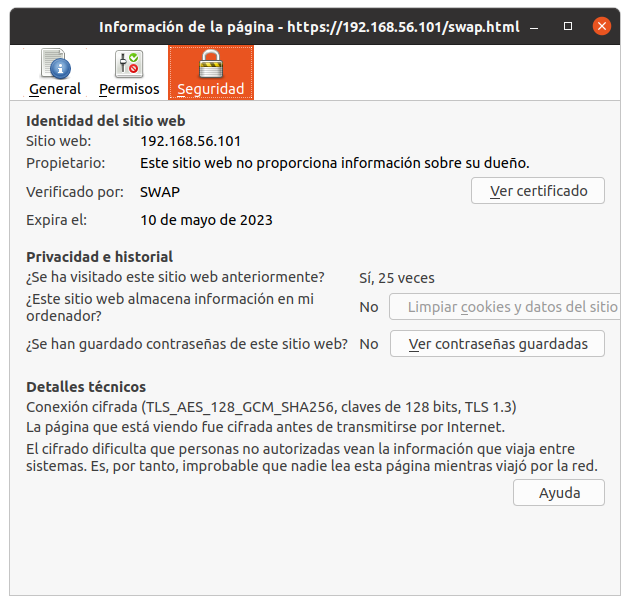 Información de la página - https://192.168.56.101/swap.html
General Permisos Seguridad
Identidad del sitio web
Sitio web: 192.168.56.101
Propietario: Este sitio web no proporciona información sobre su dueño.
Verificado por: SWAP Ver certificado
Expira el: 10 de mayo de 2023
Privacidad e historial
¿Se ha visitado este sitio web anteriormente? Sí, 25 veces
¿Este sitio web almacena información en mi
ordenador? No Limpiar cookies y datos del sitio
¿Se han guardado contraseñas de este sitio web? No Ver contraseñas guardadas
Detalles técnicos
Conexión cifrada (TLS_AES_128_GCM_SHA256, claves de 128 bits, TLS 1.3)
La página que está viendo fue cifrada antes de transmitirse por Internet.
El cifrado dificulta que personas no autorizadas vean la información que viaja entre
sistemas. Es, por tanto, improbable que nadie lea esta página mientras viajó por la red.
Ayuda